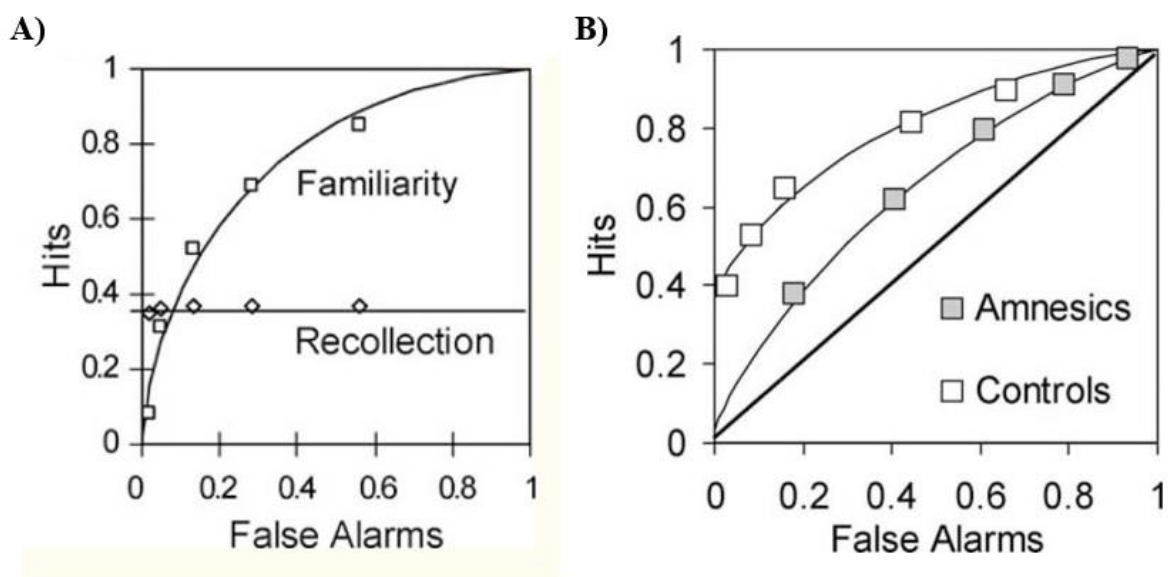 A)
1
0.8
0.6
0.4
0.2
0
Hits
Familiarity
Recollection
0 0.2 0.4 0.6 0.8 1
False Alarms
B)
1
0.8
0.6
0.4
0.2
0
Hits
Amnesics
Controls
0 0.2 0.4 0.6 0.8 1
False Alarms